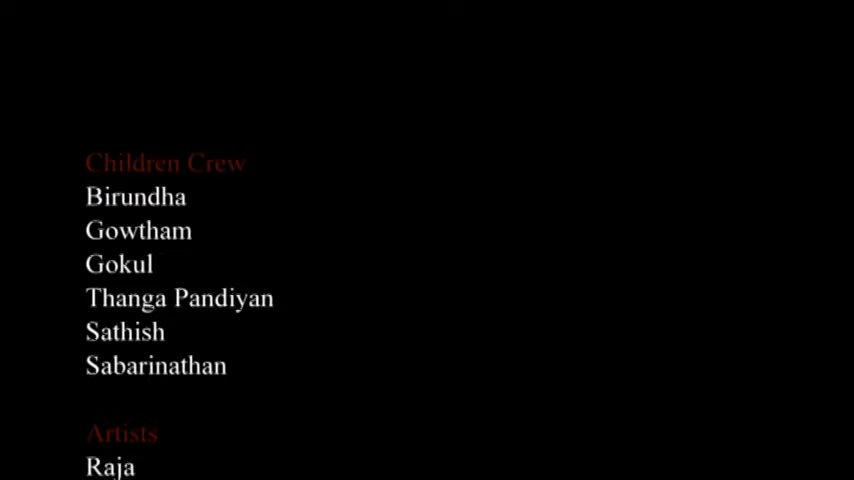 Children Crew
Birundha
Gowtham
Gokul
Thanga Pandiyan
Sathish
Sabarinathan
Artists
Raja